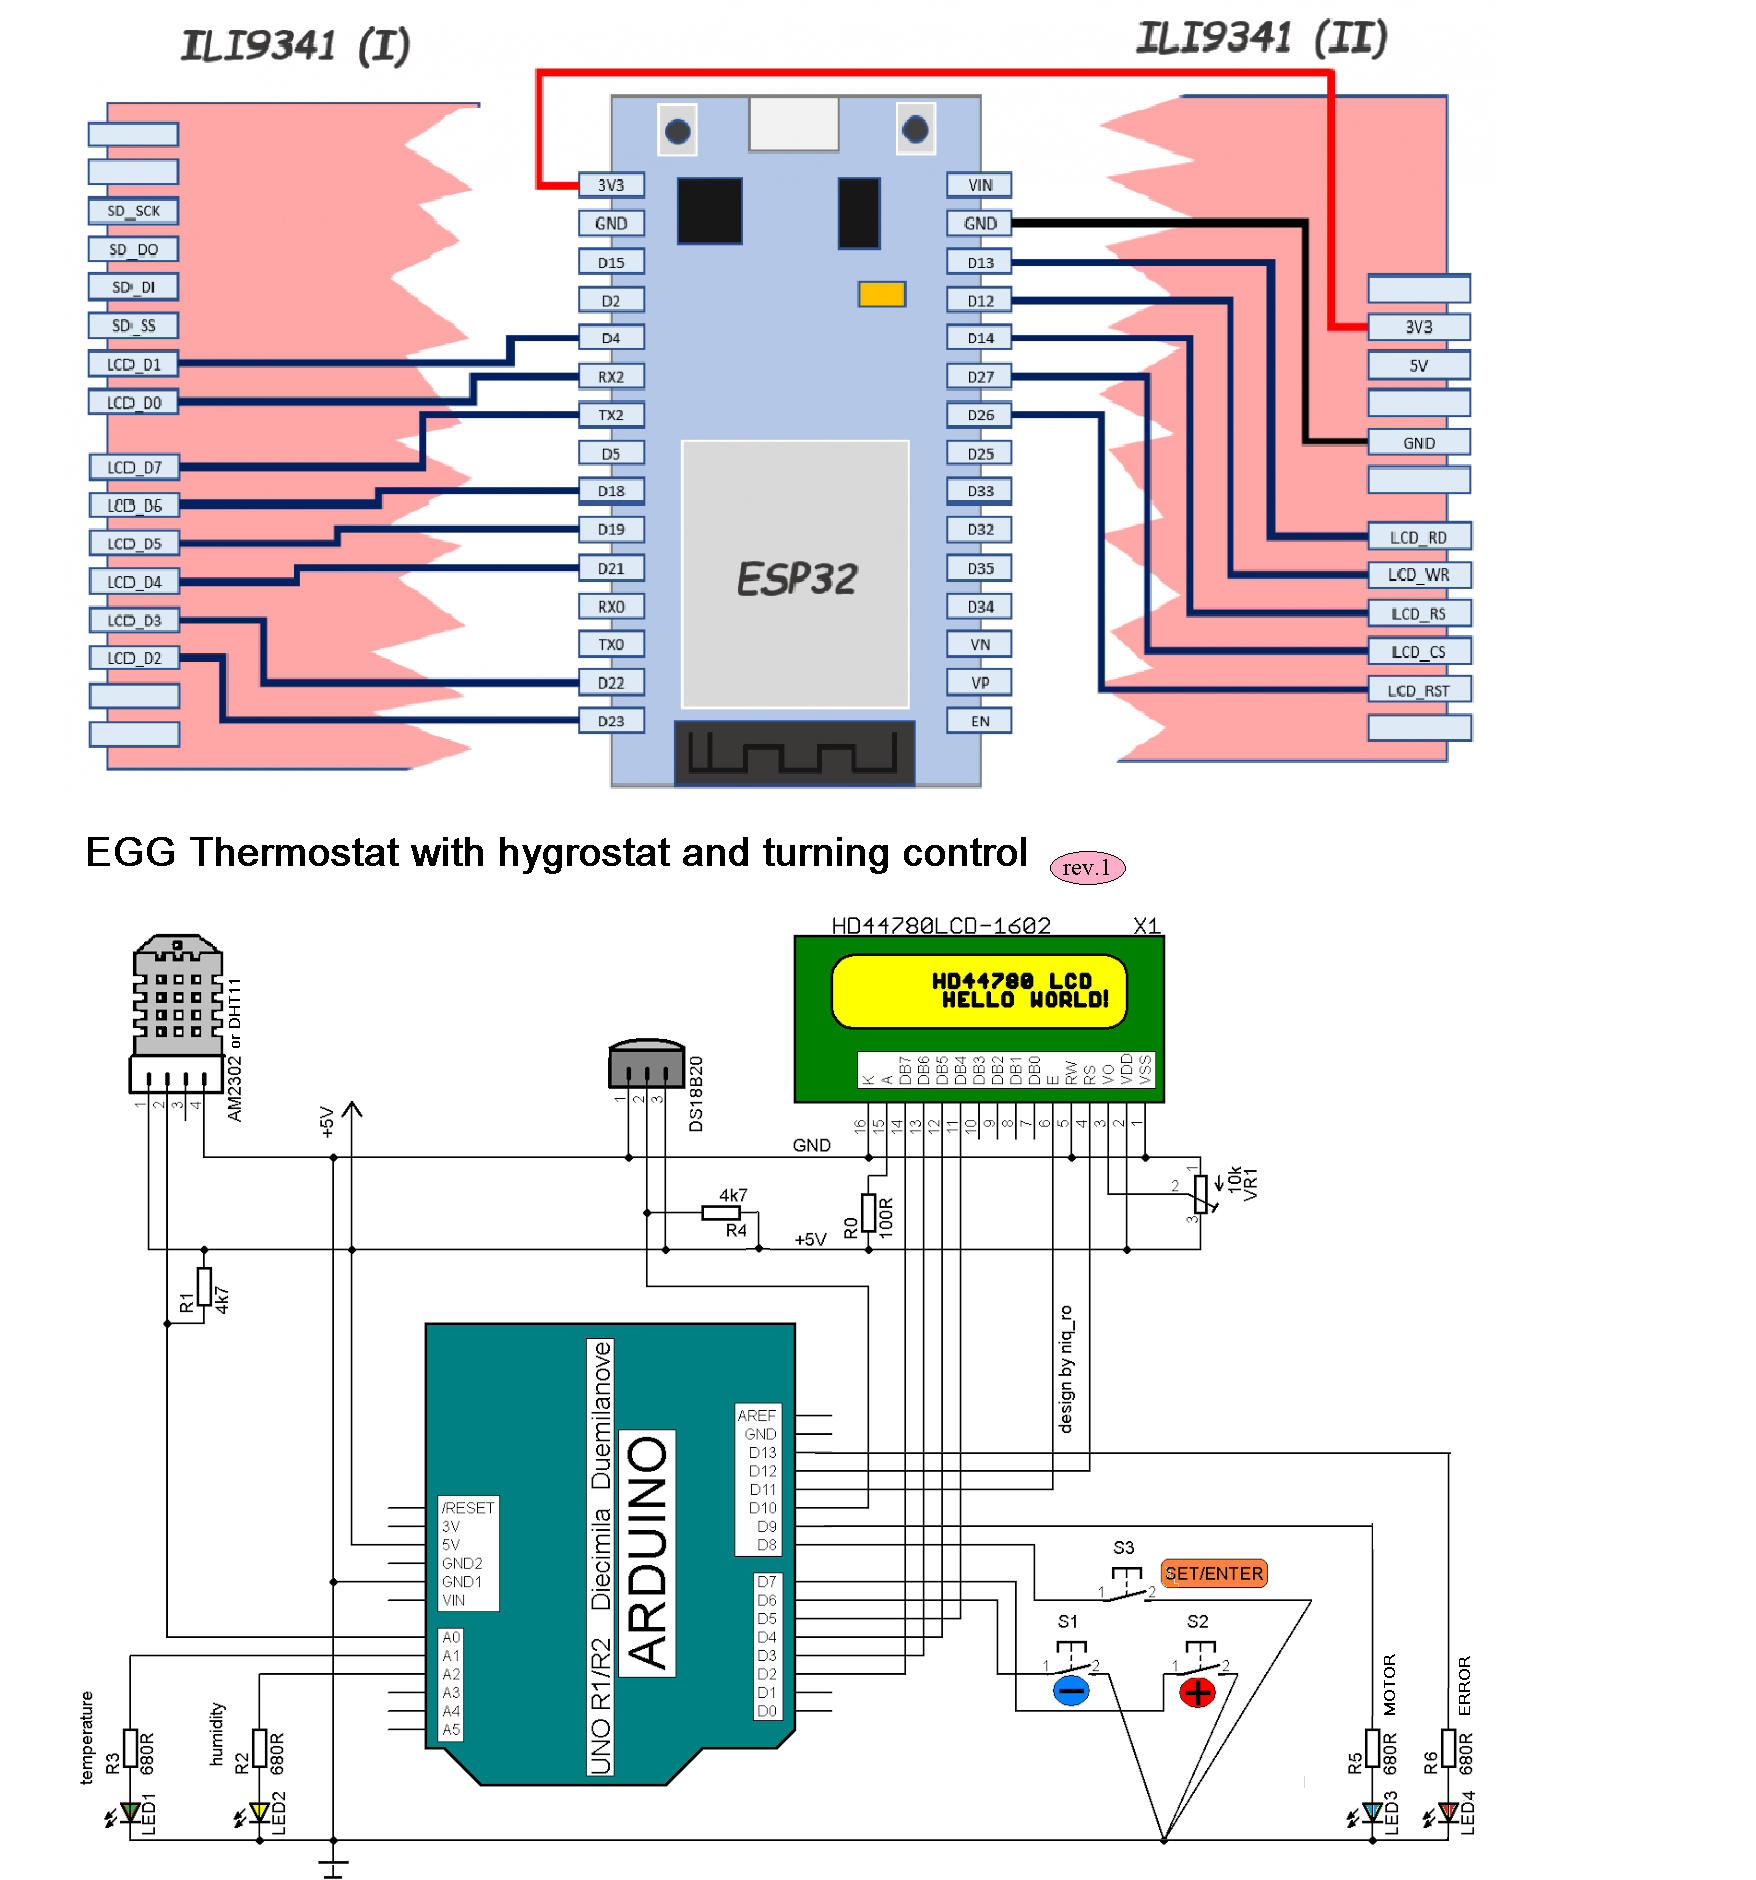 ILI9341 (I)
ILI9341 (II)
SD_SCK
SD_DO
SD_DI
SD_SS
LCD_D1
LCD_D0
LCD_D7
LCD_D6
LCD_D5
LCD_D4
LCD_D3
LCD_D2
3V3
GND
D15
D2
D4
RX2
TX2
D5
D18
D19
D21
RX0
TX0
D22
D23
ESP32
VIN
GND
D13
D12
D14
D27
D26
D25
D33
D32
D35
D34
VN
VP
EN
3V3
5V
GND
LCD_RD
LCD_WR
LCD_RS
LCD_CS
LCD_RST
EGG Thermostat with hygrostat and turning control
rev.1
HD44780LCD-1602
X1
HD44780 LCD
HELLO WORLD!
K
A
DB7
DB6
DB5
DB4
DB3
DB2
DB1
DB0
E
RW
RS
VO
VDD
VSS
16
15
14
13
12
11
10
9
8
7
6
5
4
3
2
1
AM2302 or DHT11
1
2
3
4
+5V
DS18B20
1
2
3
GND
4k7
R4
+5V
R0
100R
1
2
3
10k
VR1
R1
4k7
design by niq_ro
UNO R1/R2 Diecimila Duemilanove
ARDUINO
/RESET
3V
5V
GND2
GND1
VIN
A0
A1
A2
A3
A4
A5
AREF
GND
D13
D12
D11
D10
D9
D8
D7
D6
D5
D4
D3
D2
D1
D0
S3
SET/ENTER
1
2
S1
1
2
S2
1
2
temperature
R3
680R
LED1
humidity
R2
680R
LED2
MOTOR
R5
680R
LED3
ERROR
R6
680R
LED4